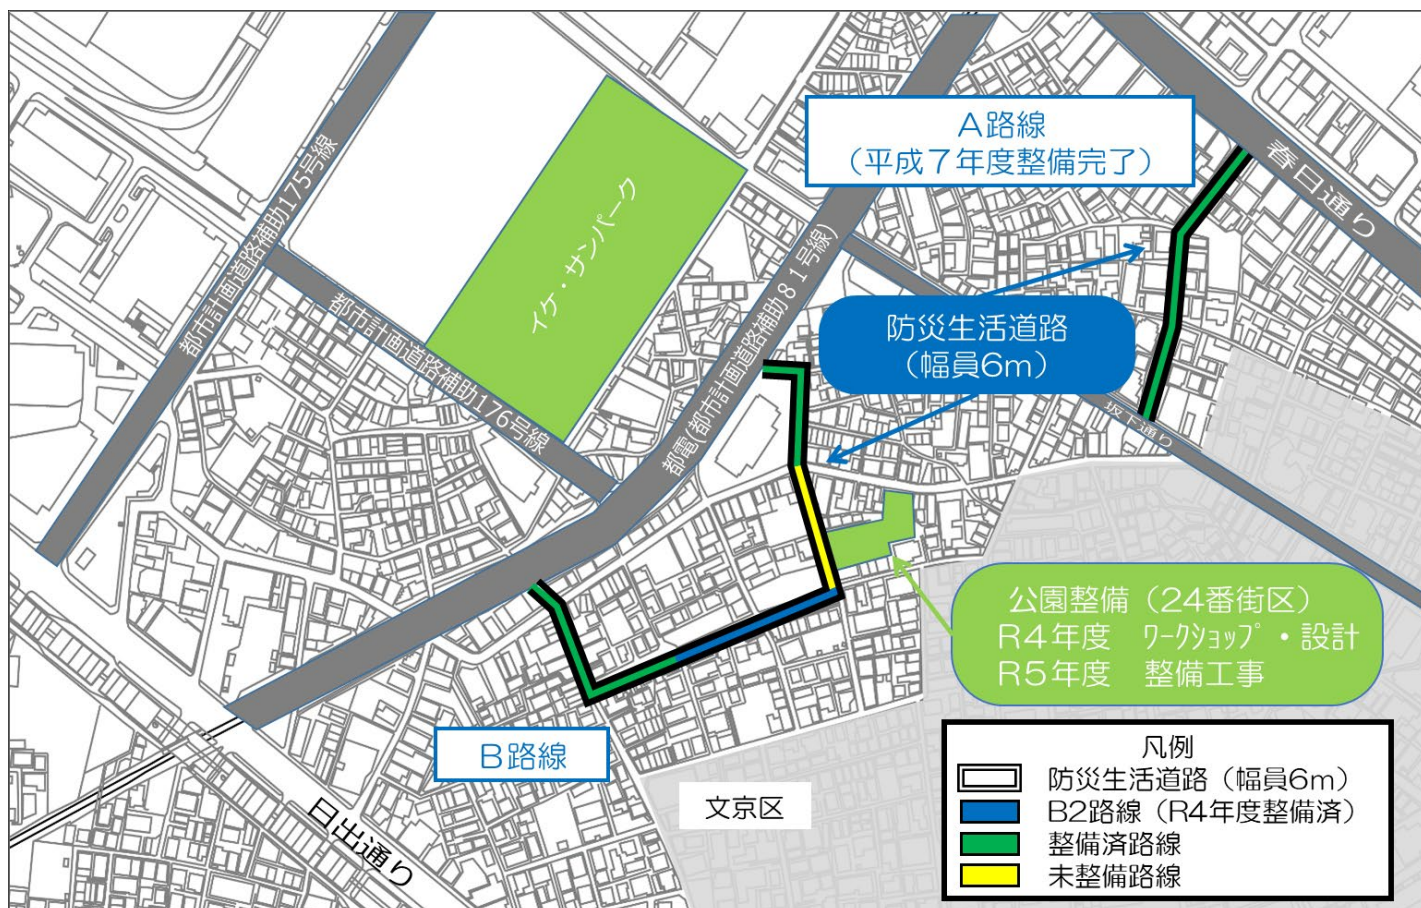 A路線
（平成７年度整備完了）
春日通り
都市計画道路補助175号線
イケ・サンパーク
都市計画道路補助176号線
都電(都市計画道路補助８１号線)
防災生活道路
（幅員6m）
坂下通り
公園整備（24番街区）
R４年度　ﾜｰｸｼｮｯﾌﾟ・設計
R５年度　整備工事
B路線
文京区
日出通り
凡例
防災生活道路（幅員6m）
B2路線（R4年度整備済）
整備済路線
未整備路線